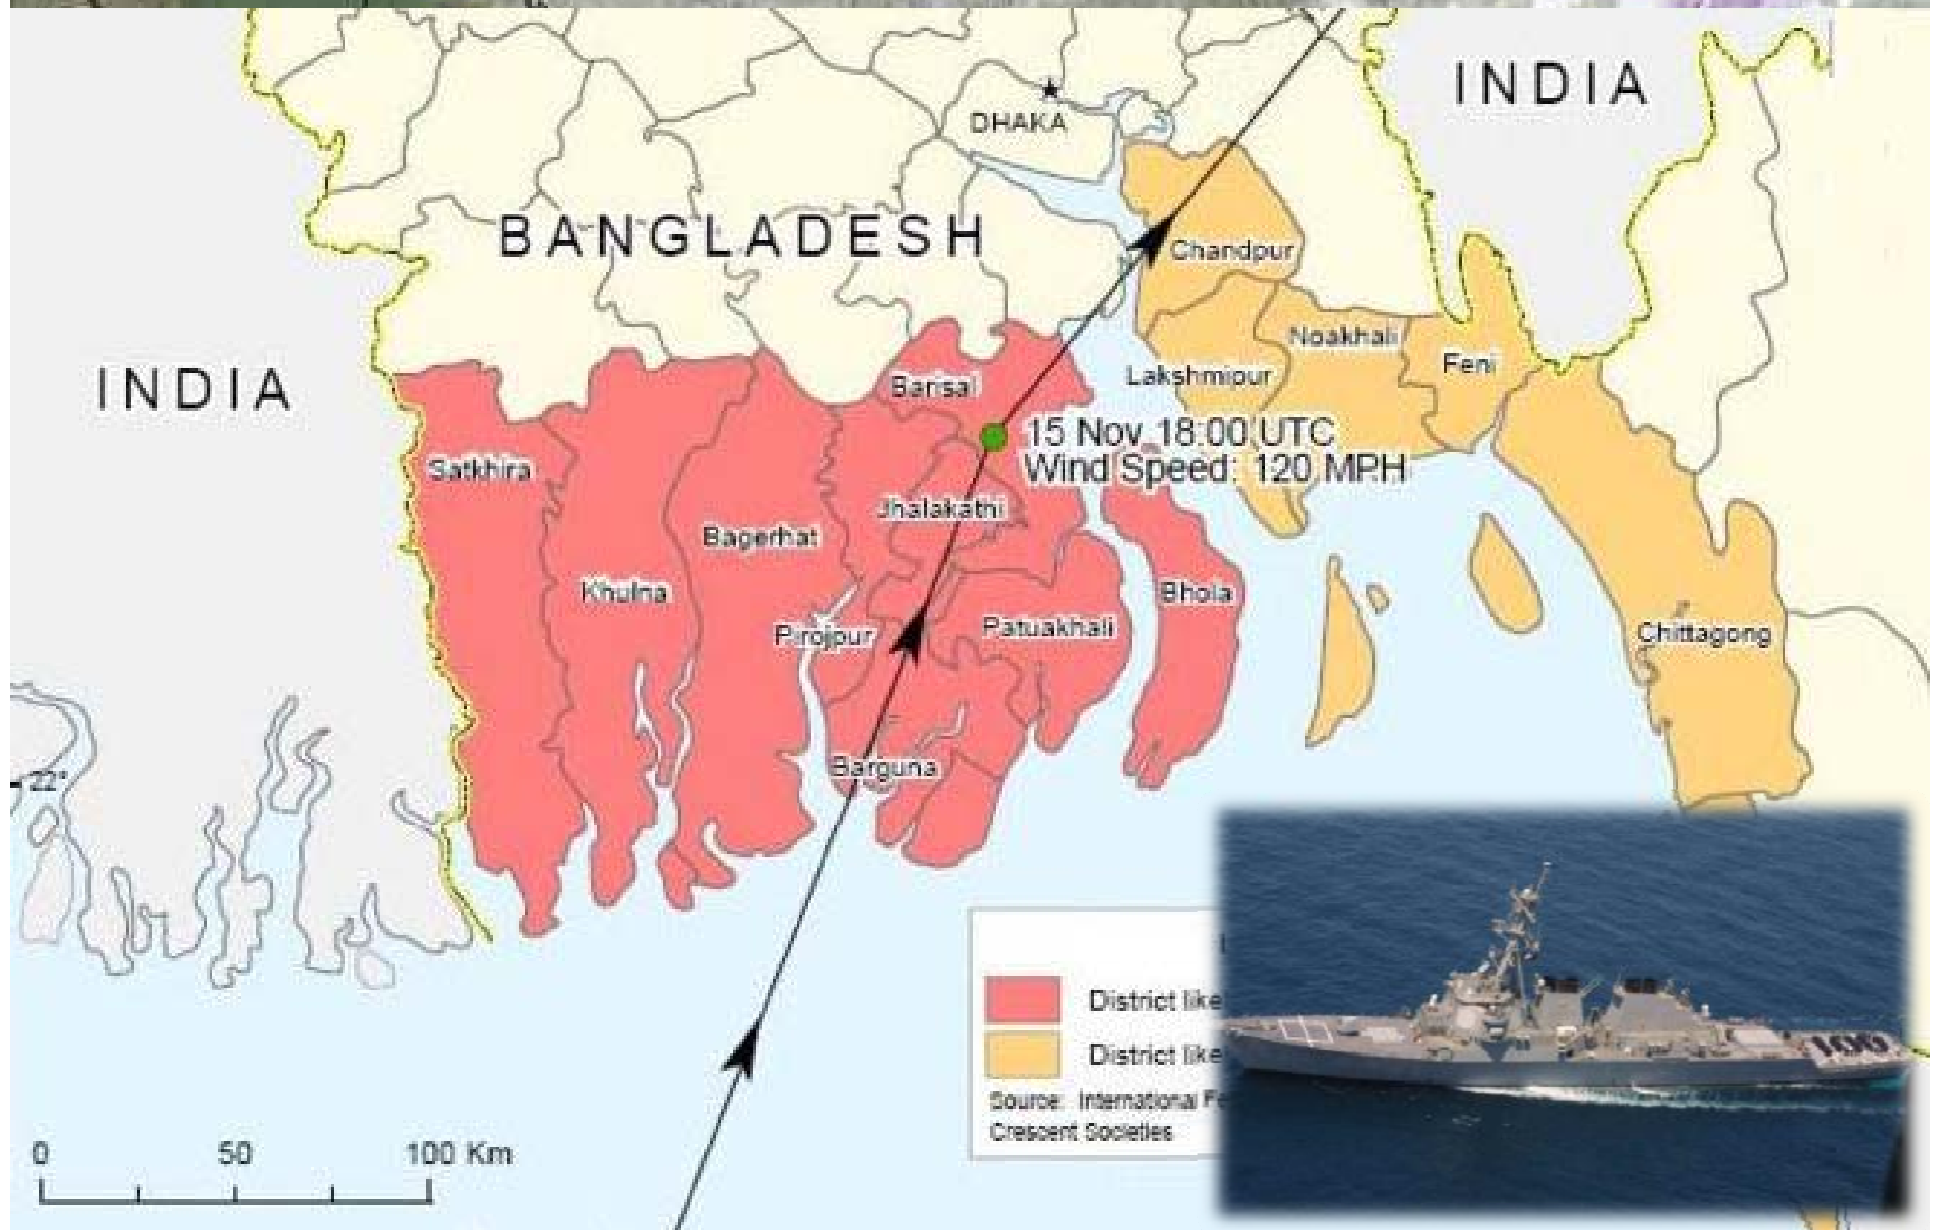 INDIA
DHAKA
BANGLADESH
Chandpur
Noakhali
INDIA
Feni
Lakshmipur
Barisal
15 Nov 18:00 UTC
Wind Speed: 120 MPH
Satkhira
Jhalakathi
Bagerhat
Khulna
Bhola
Pirojpur
Patuakhali
Chittagong
Barguna
22°
District like
District like
Source: International Fe
Crescent Societies
0 50 100 Km